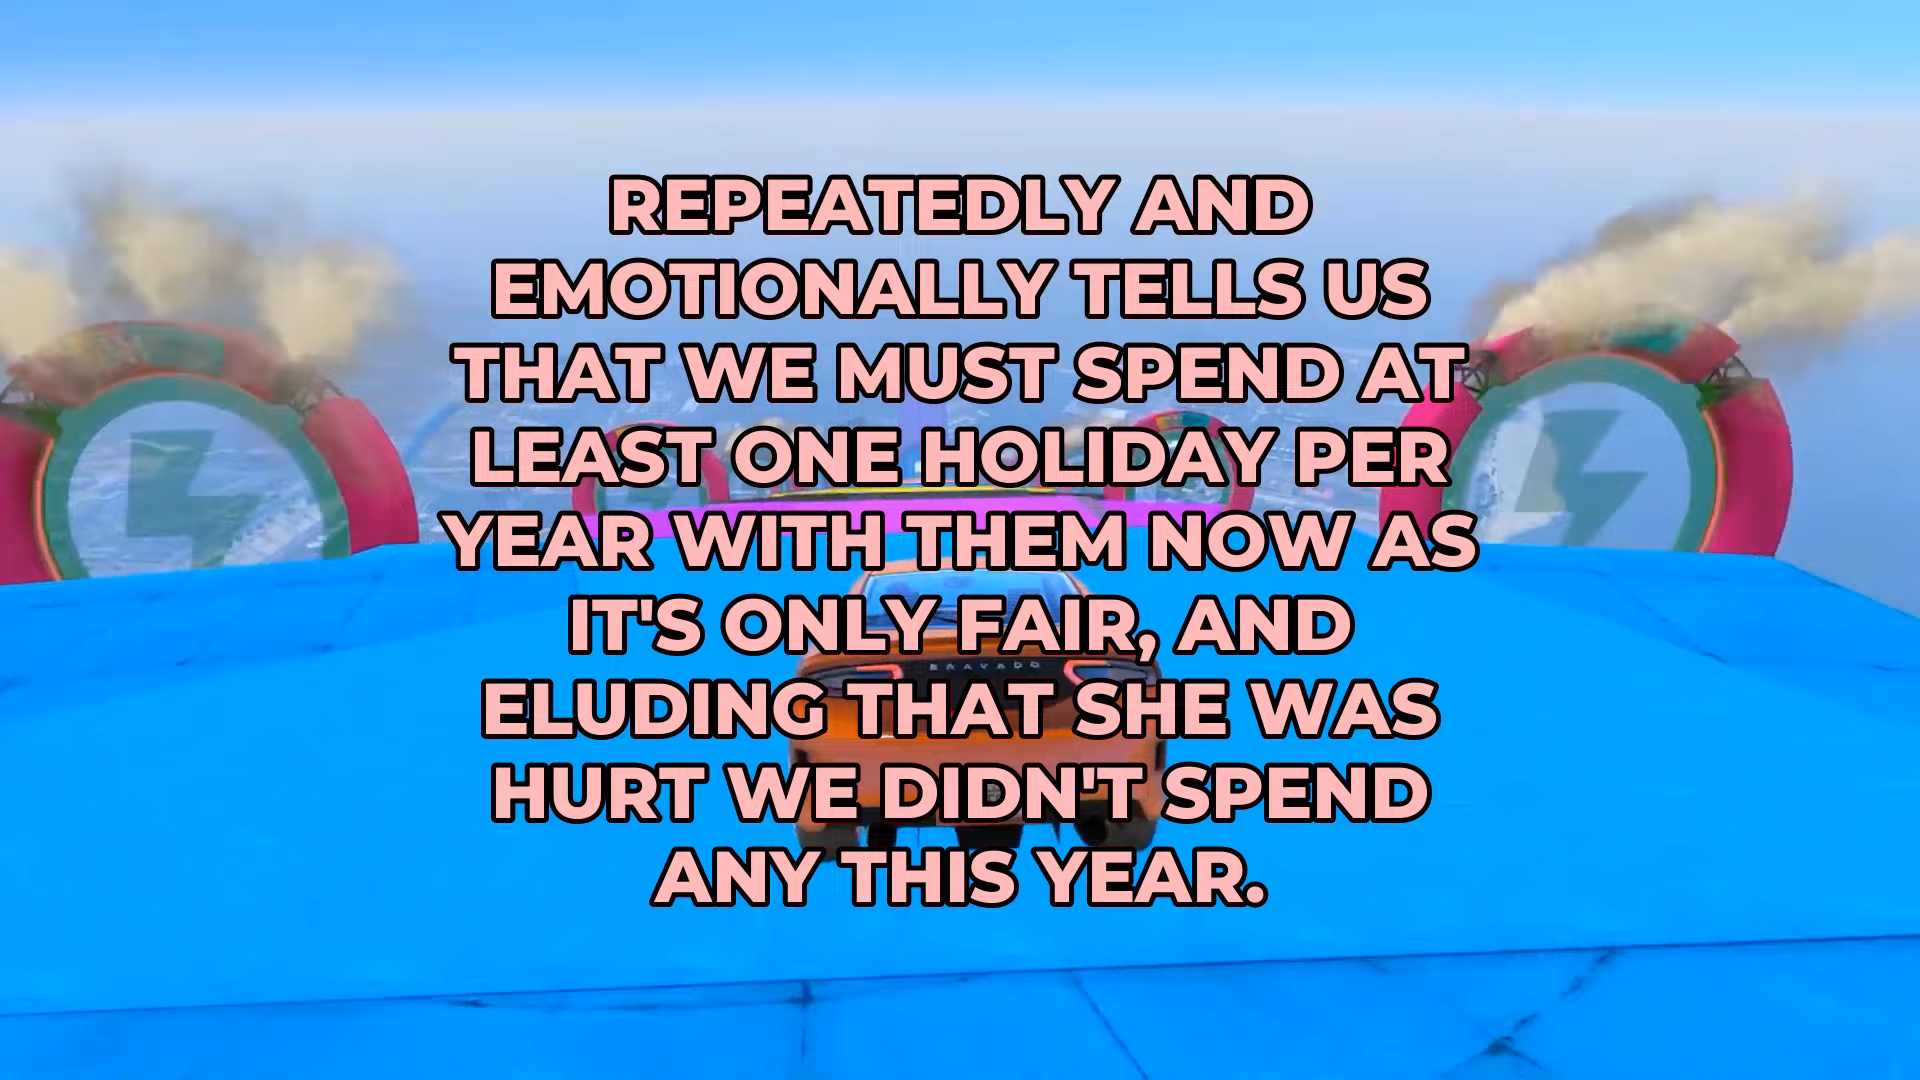 REPEATEDLY AND
EMOTIONALLY TELLS US
THAT WE MUST SPEND AT
LEAST ONE HOLIDAY PER
YEAR WITH THEM NOW AS
IT'S ONLY FAIR, AND
BRAVADO
ELUDING THAT SHE WAS
HURT WE DIDN'T SPEND
ANY THIS YEAR.